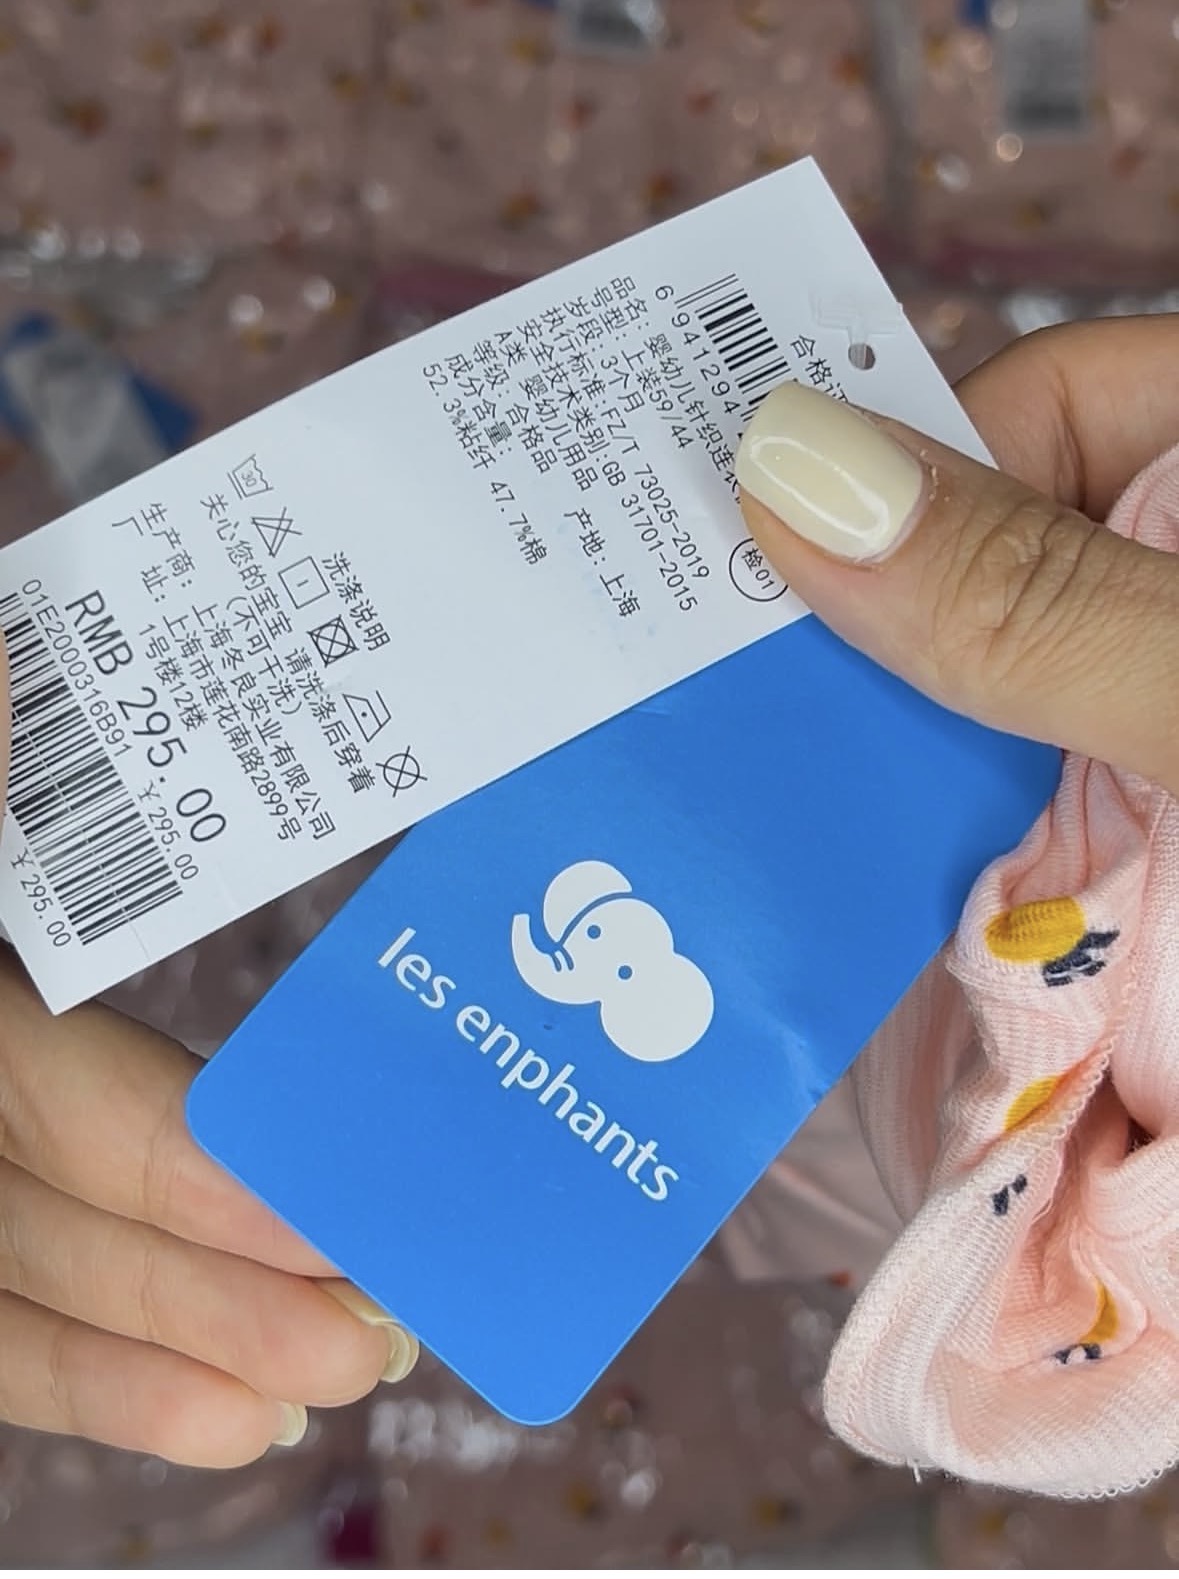 合格证
6 941294
检01
品名: 婴幼儿针织连衣
号型: 上装59/44
岁段: 3个月
执行标准: FZ/T 73025-2019
安全技术类别: GB 31701-2015
A类 婴幼儿用品
等级: 合格品 产地: 上海
成分含量:
52.3%粘纤 47.7%棉
洗涤说明
30
关心您的宝宝 请洗涤后穿着
(不可干洗)
生产商: 上海冬良实业有限公司
厂 址: 上海市莲花南路2899号
1号楼12楼
RMB 295.00
01E2000316B91 ¥295.00
¥295.00
les enphants